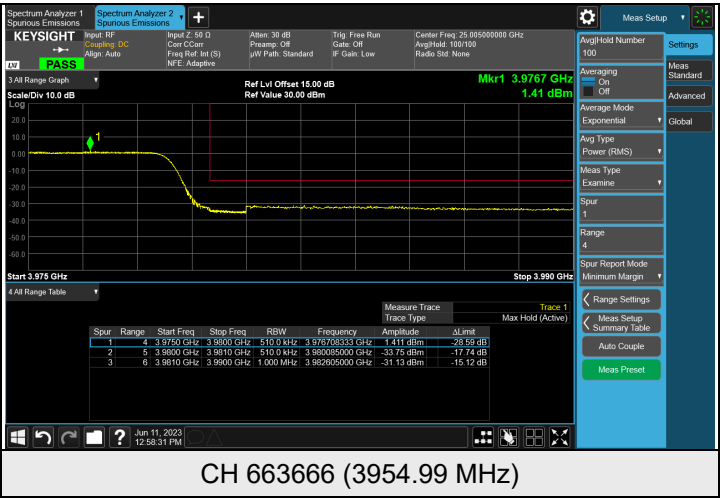 Spectrum Analyzer 1
Spurious Emissions
Spectrum Analyzer 2
Spurious Emissions
Meas Setup
KEYSIGHT
Input: RF
Coupling: DC
Align: Auto
Input Z: 50 Ω
Corr CCorr
Freq Ref: Int (S)
NFE: Adaptive
Atten: 30 dB
Preamp: Off
µW Path: Standard
Trig: Free Run
Gate: Off
IF Gain: Low
Center Freq: 25.005000000 GHz
Avg|Hold: 100/100
Radio Std: None
LXI
PASS
3 All Range Graph
Scale/Div 10.0 dB
Ref Lvl Offset 15.00 dB
Ref Value 30.00 dBm
Mkr1 3.9767 GHz
1.41 dBm
Log
20.0
10.0
0.00
-10.0
-20.0
-30.0
-40.0
-50.0
-60.0
1
Start 3.975 GHz
Stop 3.990 GHz
4 All Range Table
Measure Trace Trace 1
Trace Type Max Hold (Active)
Spur Range Start Freq Stop Freq RBW Frequency Amplitude ΔLimit
1 4 3.9750 GHz 3.9800 GHz 510.0 kHz 3.976708333 GHz 1.411 dBm -28.59 dB
2 5 3.9800 GHz 3.9810 GHz 510.0 kHz 3.980085000 GHz -33.75 dBm -17.74 dB
3 6 3.9810 GHz 3.9900 GHz 1.000 MHz 3.982605000 GHz -31.13 dBm -15.12 dB
Avg|Hold Number
100
Averaging
On
Off
Average Mode
Exponential
Avg Type
Power (RMS)
Meas Type
Examine
Spur
1
Range
4
Spur Report Mode
Minimum Margin
Range Settings
Meas Setup
Summary Table
Auto Couple
Meas Preset
Settings
Meas
Standard
Advanced
Global
?
Jun 11, 2023
12:58:31 PM
CH 663666 (3954.99 MHz)